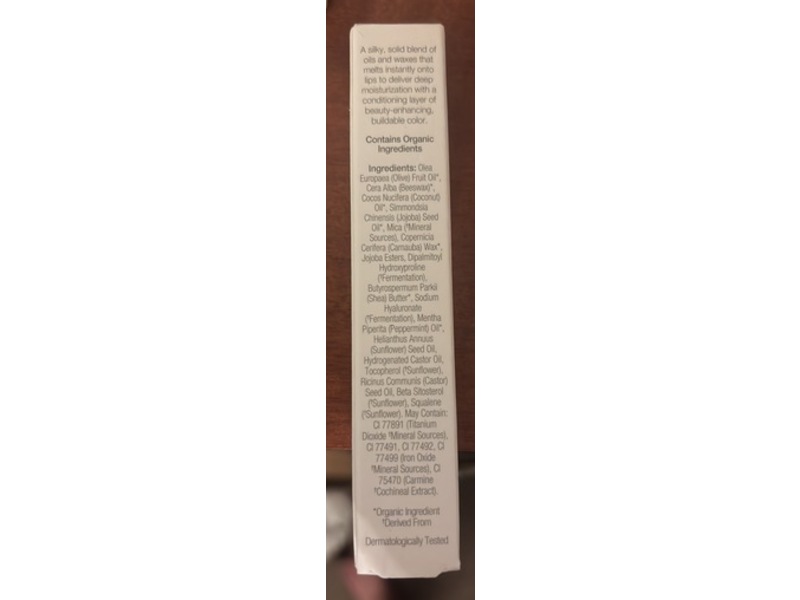 A silky, solid blend of
oils and waxes that
melts instantly onto
lips to deliver deep
moisturization with a
conditioning layer of
beauty-enhancing,
buildable color.
Contains Organic
Ingredients
Ingredients: Olea
Europaea (Olive) Fruit Oil*,
Cera Alba (Beeswax)*,
Cocos Nucifera (Coconut)
Oil*, Simmondsia
Chinensis (Jojoba) Seed
Oil*, Mica (†Mineral
Sources), Copernicia
Cerifera (Carnauba) Wax*,
Jojoba Esters, Dipalmitoyl
Hydroxyproline
(†Fermentation),
Butyrospermum Parkii
(Shea) Butter*, Sodium
Hyaluronate
(†Fermentation), Mentha
Piperita (Peppermint) Oil*,
Helianthus Annuus
(Sunflower) Seed Oil,
Hydrogenated Castor Oil,
Tocopherol (†Sunflower),
Ricinus Communis (Castor)
Seed Oil, Beta Sitosterol
(†Sunflower), Squalene
(†Sunflower). May Contain:
CI 77891 (Titanium
Dioxide †Mineral Sources),
CI 77491, CI 77492, CI
77499 (Iron Oxide
†Mineral Sources), CI
75470 (Carmine
†Cochineal Extract).
*Organic Ingredient
†Derived From
Dermatologically Tested